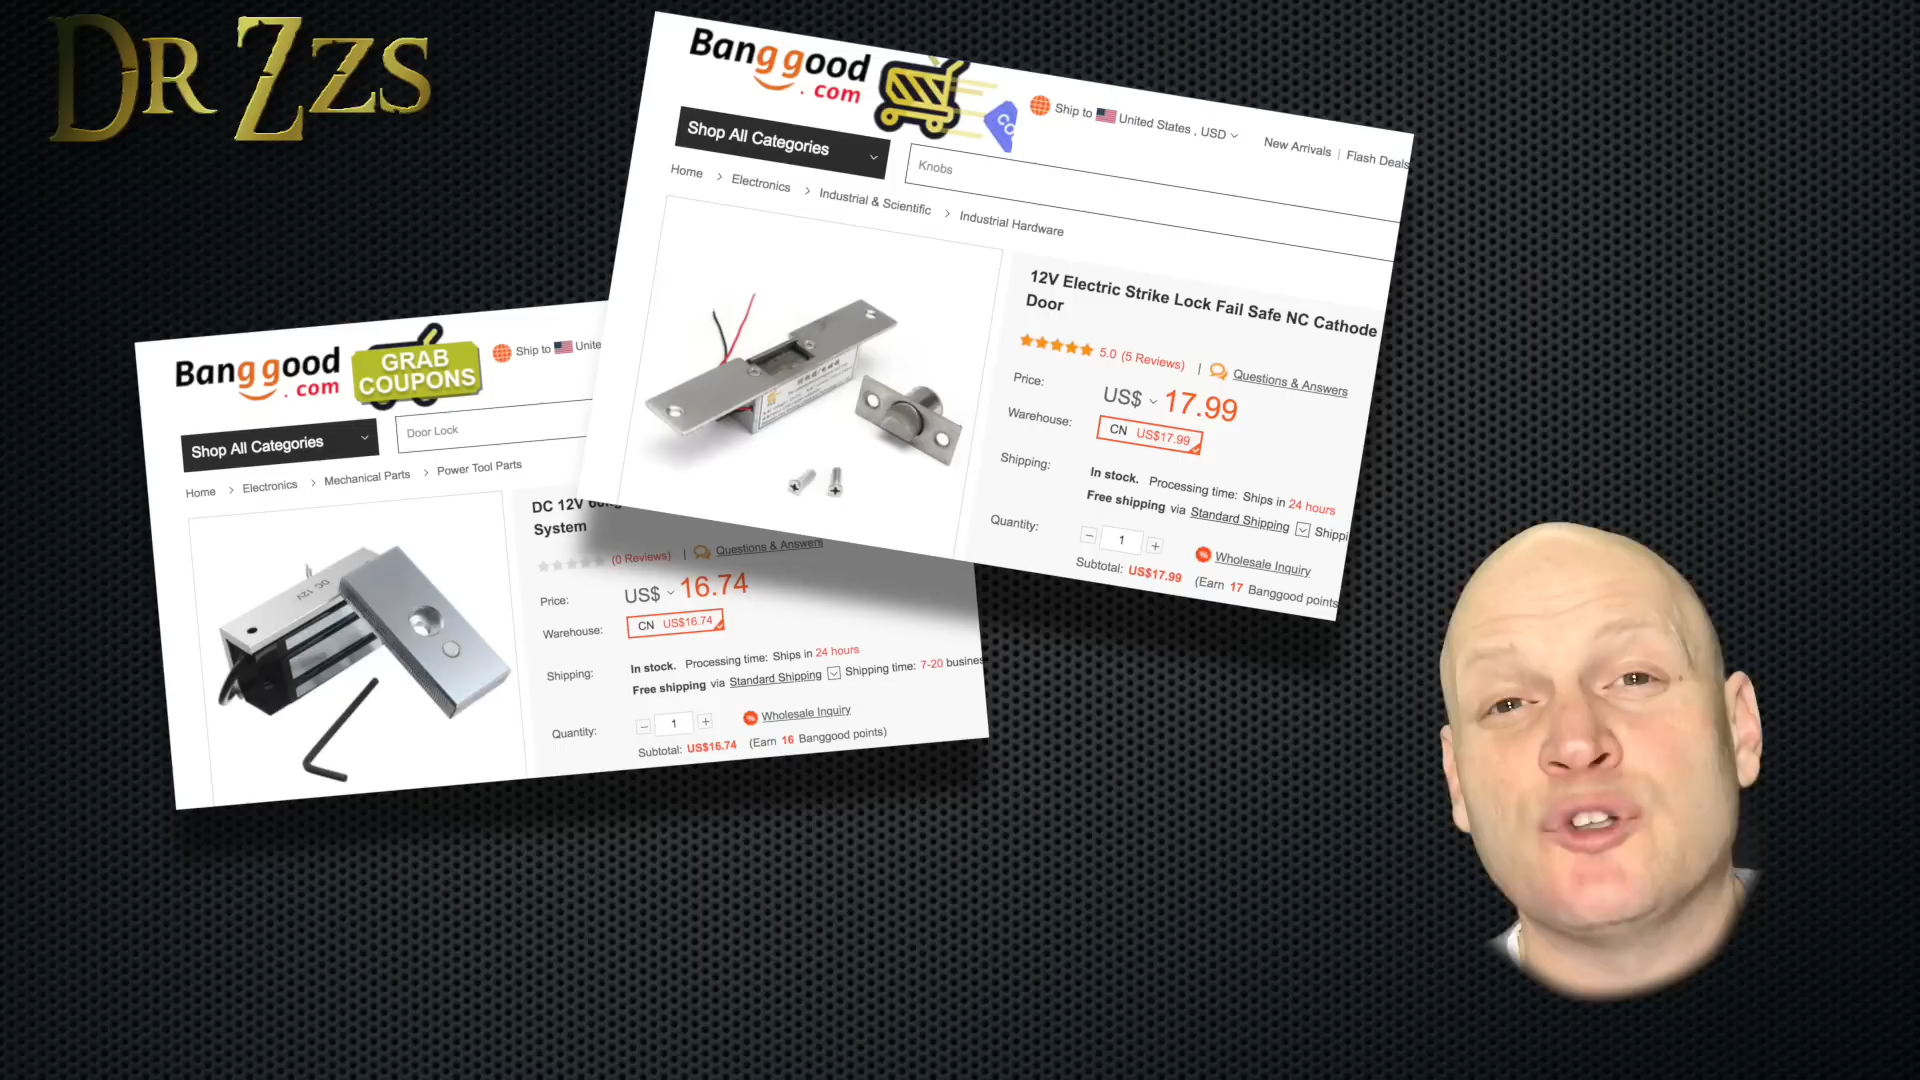 DR ZZS
Banggood
.com
Ship to United States , USD
New Arrivals | Flash Deals
Shop All Categories
Knobs
Home > Electronics > Industrial & Scientific > Industrial Hardware
12V Electric Strike Lock Fail Safe NC Cathode
Door
5.0 (5 Reviews) | Questions & Answers
Price: US$ 17.99
Warehouse: CN US$17.99
Shipping: In stock. Processing time: Ships in 24 hours
Free shipping via Standard Shipping Shippi
Quantity: - 1 + Wholesale Inquiry
Subtotal: US$17.99 (Earn 17 Banggood points
Banggood
.com
GRAB
COUPONS
Ship to Unite
Shop All Categories
Door Lock
Home > Electronics > Mechanical Parts > Power Tool Parts
DC 12V
System
(0 Reviews) | Questions & Answers
Price: US$ 16.74
Warehouse: CN US$16.74
Shipping: In stock. Processing time: Ships in 24 hours
Free shipping via Standard Shipping Shipping time: 7-20 busines
Quantity: - 1 + Wholesale Inquiry
Subtotal: US$16.74 (Earn 16 Banggood points)
DC 12V